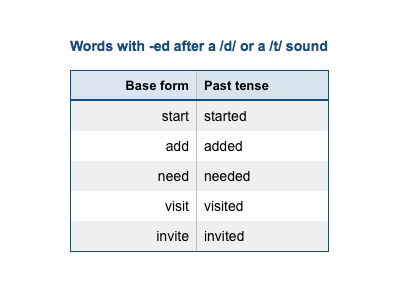 Words with -ed after a /d/ or a /t/ sound
Base form Past tense
start started
add added
need needed
visit visited
invite invited